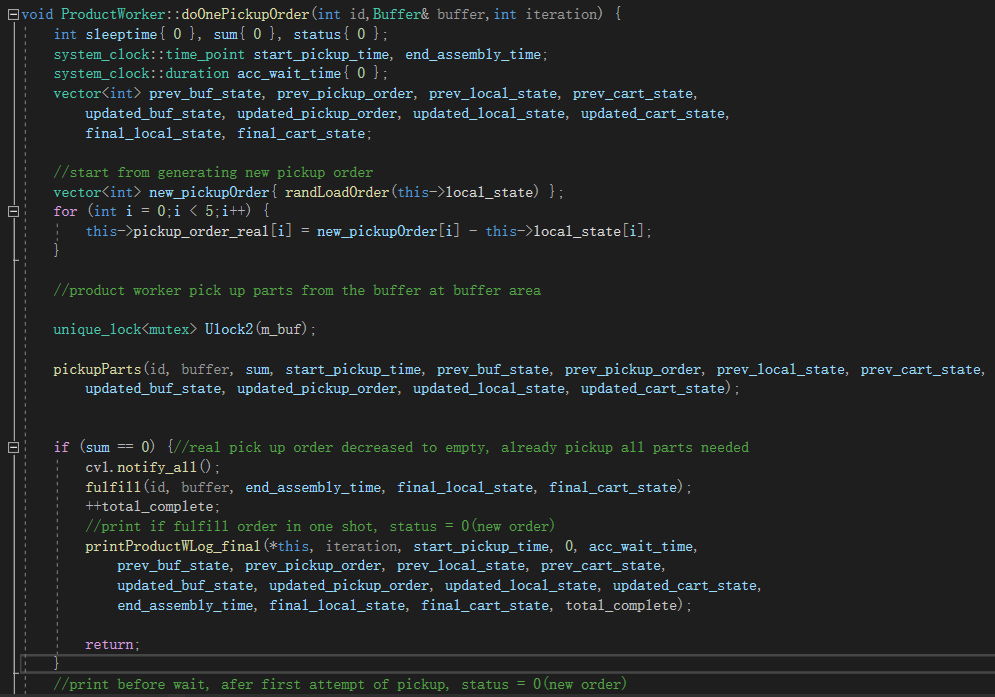 void ProductWorker::doOnePickupOrder(int id,Buffer& buffer,int iteration) {
int sleeptime{ 0 }, sum{ 0 }, status{ 0 };
system_clock::time_point start_pickup_time, end_assembly_time;
system_clock::duration acc_wait_time{ 0 };
vector<int> prev_buf_state, prev_pickup_order, prev_local_state, prev_cart_state,
updated_buf_state, updated_pickup_order, updated_local_state, updated_cart_state,
final_local_state, final_cart_state;
//start from generating new pickup order
vector<int> new_pickupOrder{ randLoadOrder(this->local_state) };
for (int i = 0;i < 5;i++) {
this->pickup_order_real[i] = new_pickupOrder[i] - this->local_state[i];
}
//product worker pick up parts from the buffer at buffer area
unique_lock<mutex> Ulock2(m_buf);
pickupParts(id, buffer, sum, start_pickup_time, prev_buf_state, prev_pickup_order, prev_local_state, prev_cart_state,
updated_buf_state, updated_pickup_order, updated_local_state, updated_cart_state);
if (sum == 0) {//real pick up order decreased to empty, already pickup all parts needed
cv1.notify_all();
fulfill(id, buffer, end_assembly_time, final_local_state, final_cart_state);
++total_complete;
//print if fulfill order in one shot, status = 0(new order)
printProductWLog_final(*this, iteration, start_pickup_time, 0, acc_wait_time,
prev_buf_state, prev_pickup_order, prev_local_state, prev_cart_state,
updated_buf_state, updated_pickup_order, updated_local_state, updated_cart_state,
end_assembly_time, final_local_state, final_cart_state, total_complete);
return;
}
//print before wait, afer first attempt of pickup, status = 0(new order)